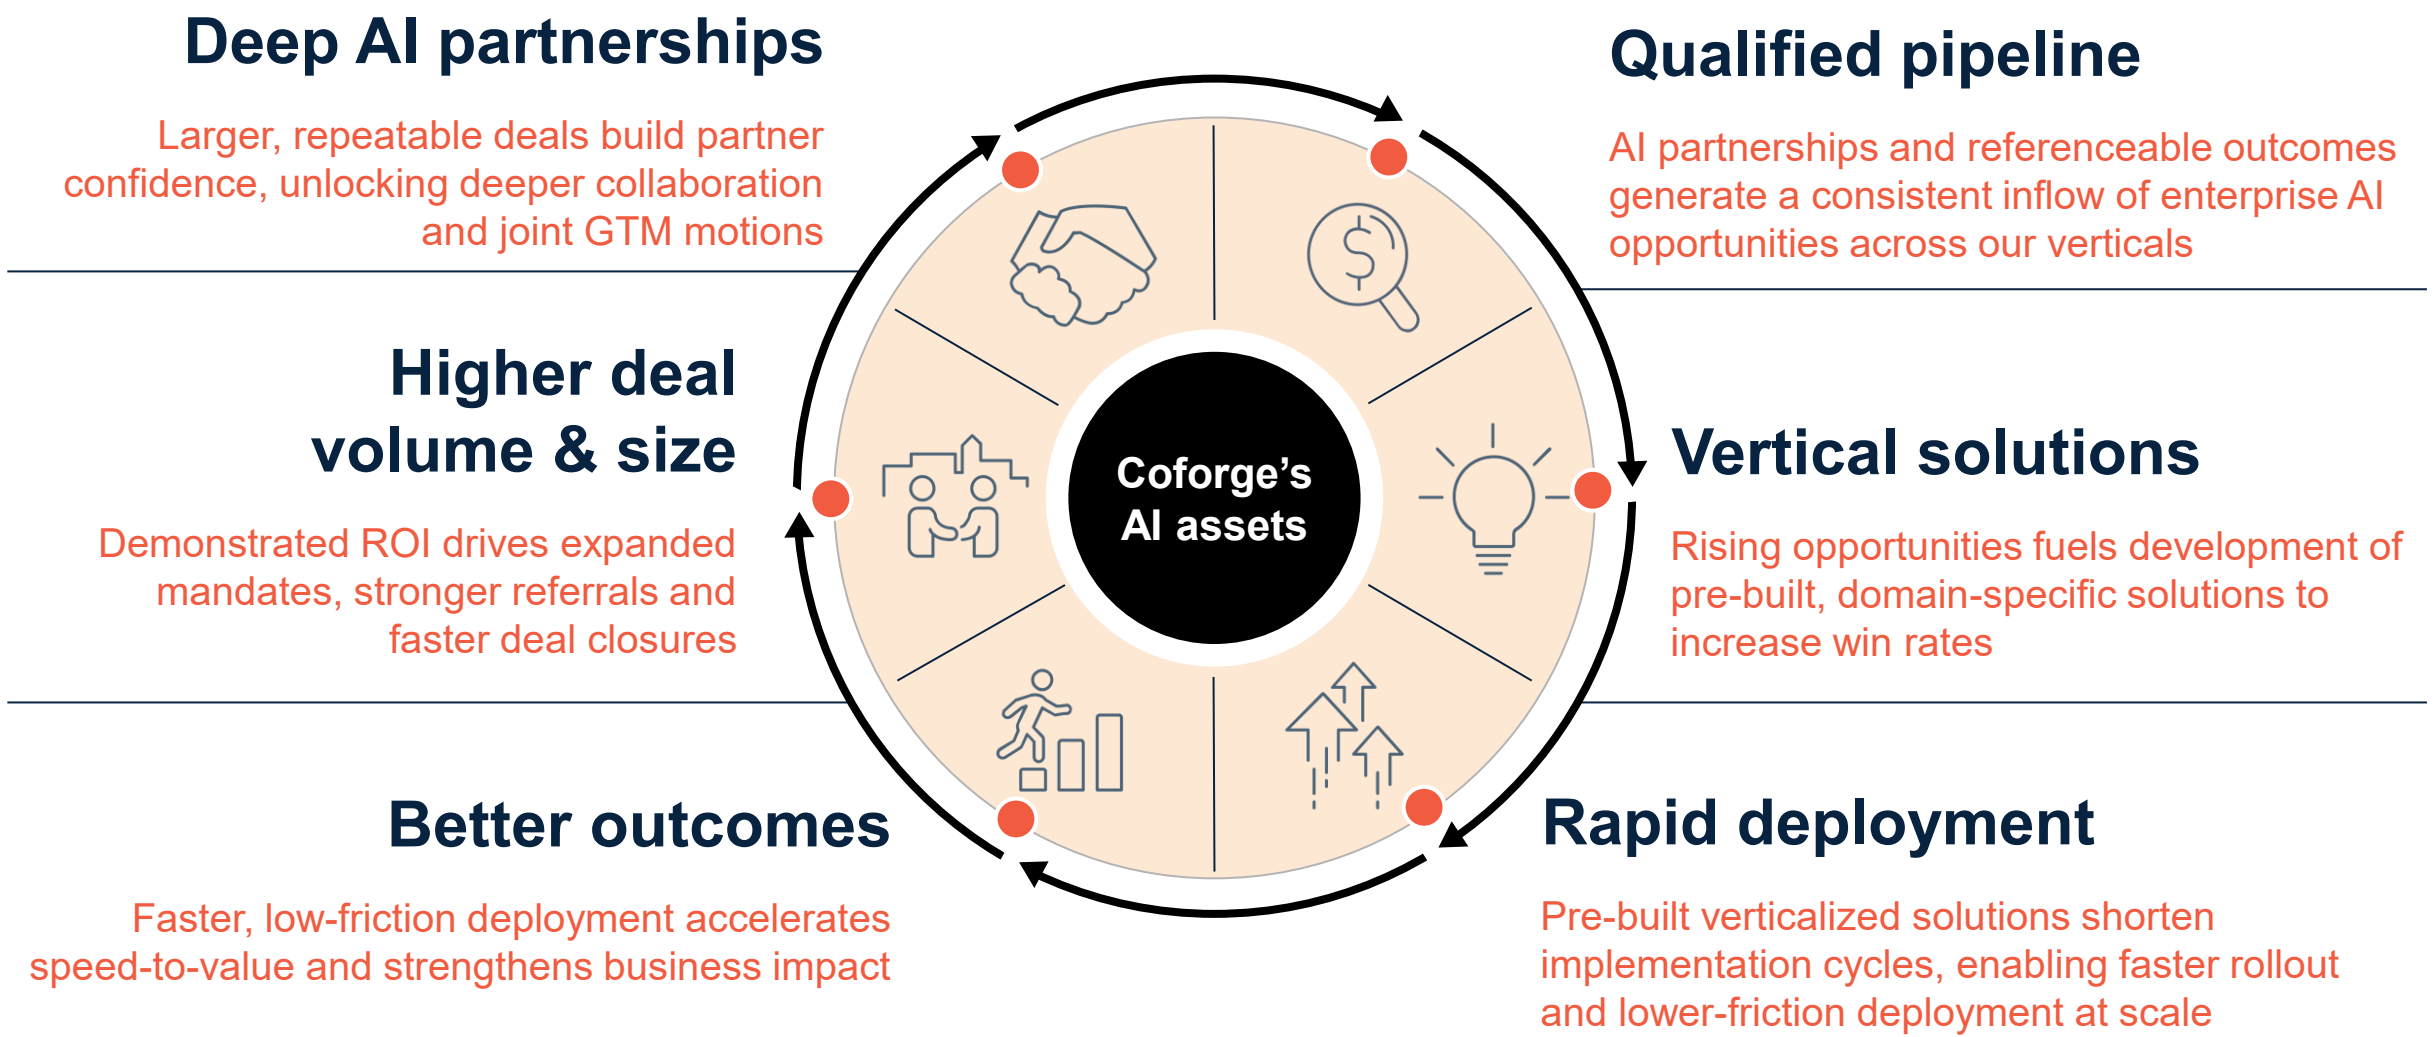 Deep AI partnerships
Larger, repeatable deals build partner
confidence, unlocking deeper collaboration
and joint GTM motions
Qualified pipeline
AI partnerships and referenceable outcomes
generate a consistent inflow of enterprise AI
opportunities across our verticals
Higher deal
volume & size
Demonstrated ROI drives expanded
mandates, stronger referrals and
faster deal closures
Coforge’s
AI assets
Vertical solutions
Rising opportunities fuels development of
pre-built, domain-specific solutions to
increase win rates
Better outcomes
Faster, low-friction deployment accelerates
speed-to-value and strengthens business impact
Rapid deployment
Pre-built verticalized solutions shorten
implementation cycles, enabling faster rollout
and lower-friction deployment at scale
$